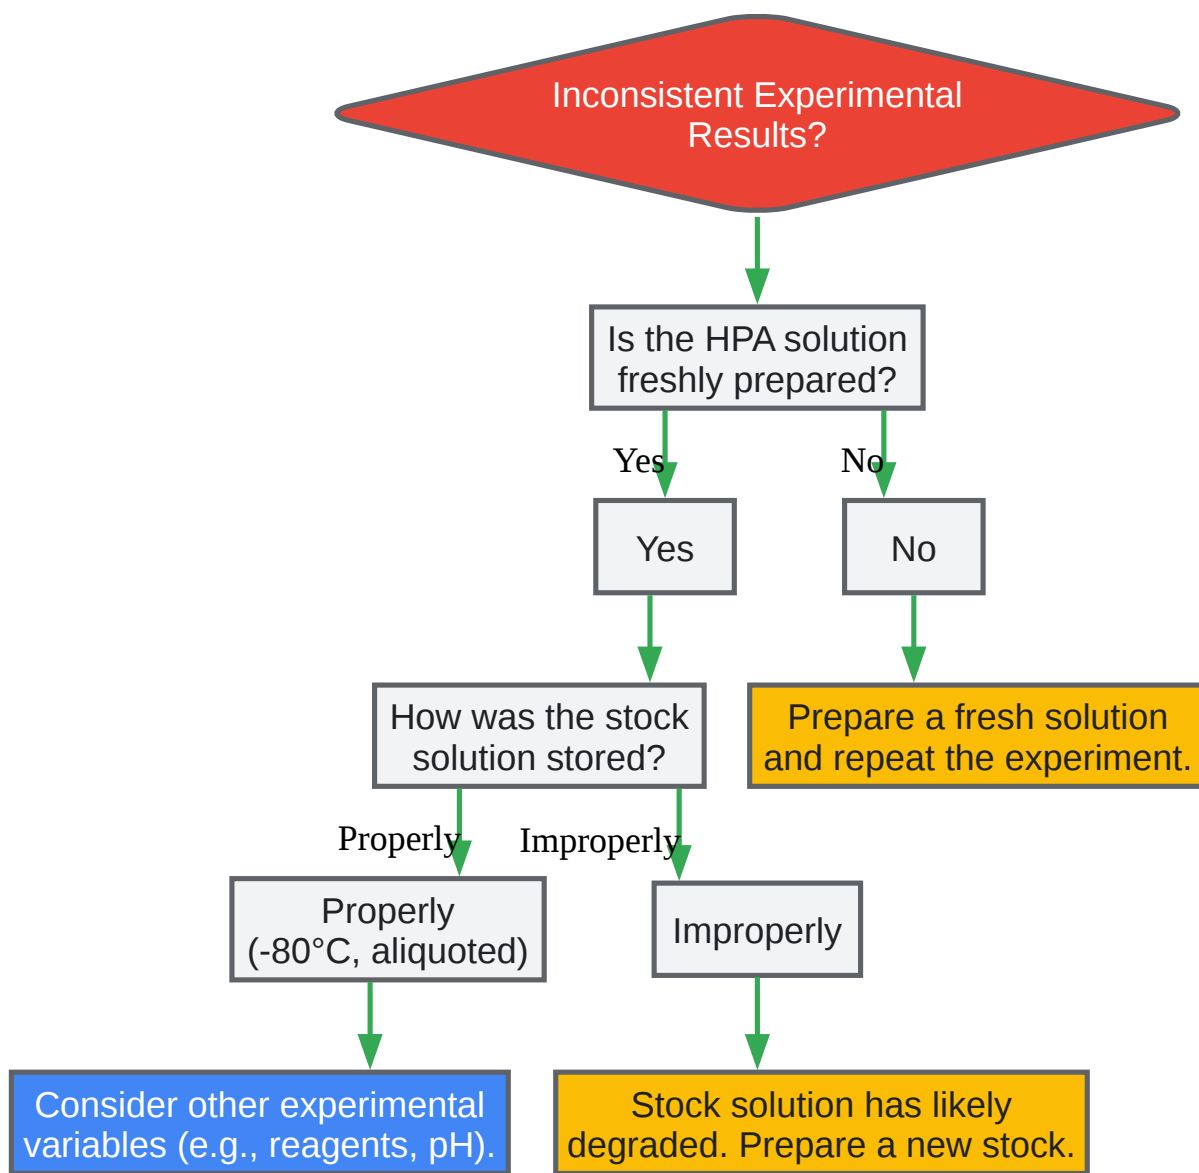 Inconsistent Experimental
Results?
Is the HPA solution
freshly prepared?
Yes
No
Yes
No
How was the stock
solution stored?
Prepare a fresh solution
and repeat the experiment.
Properly
Improperly
Properly
(-80°C, aliquoted)
Improperly
Consider other experimental
variables (e.g., reagents, pH).
Stock solution has likely
degraded. Prepare a new stock.